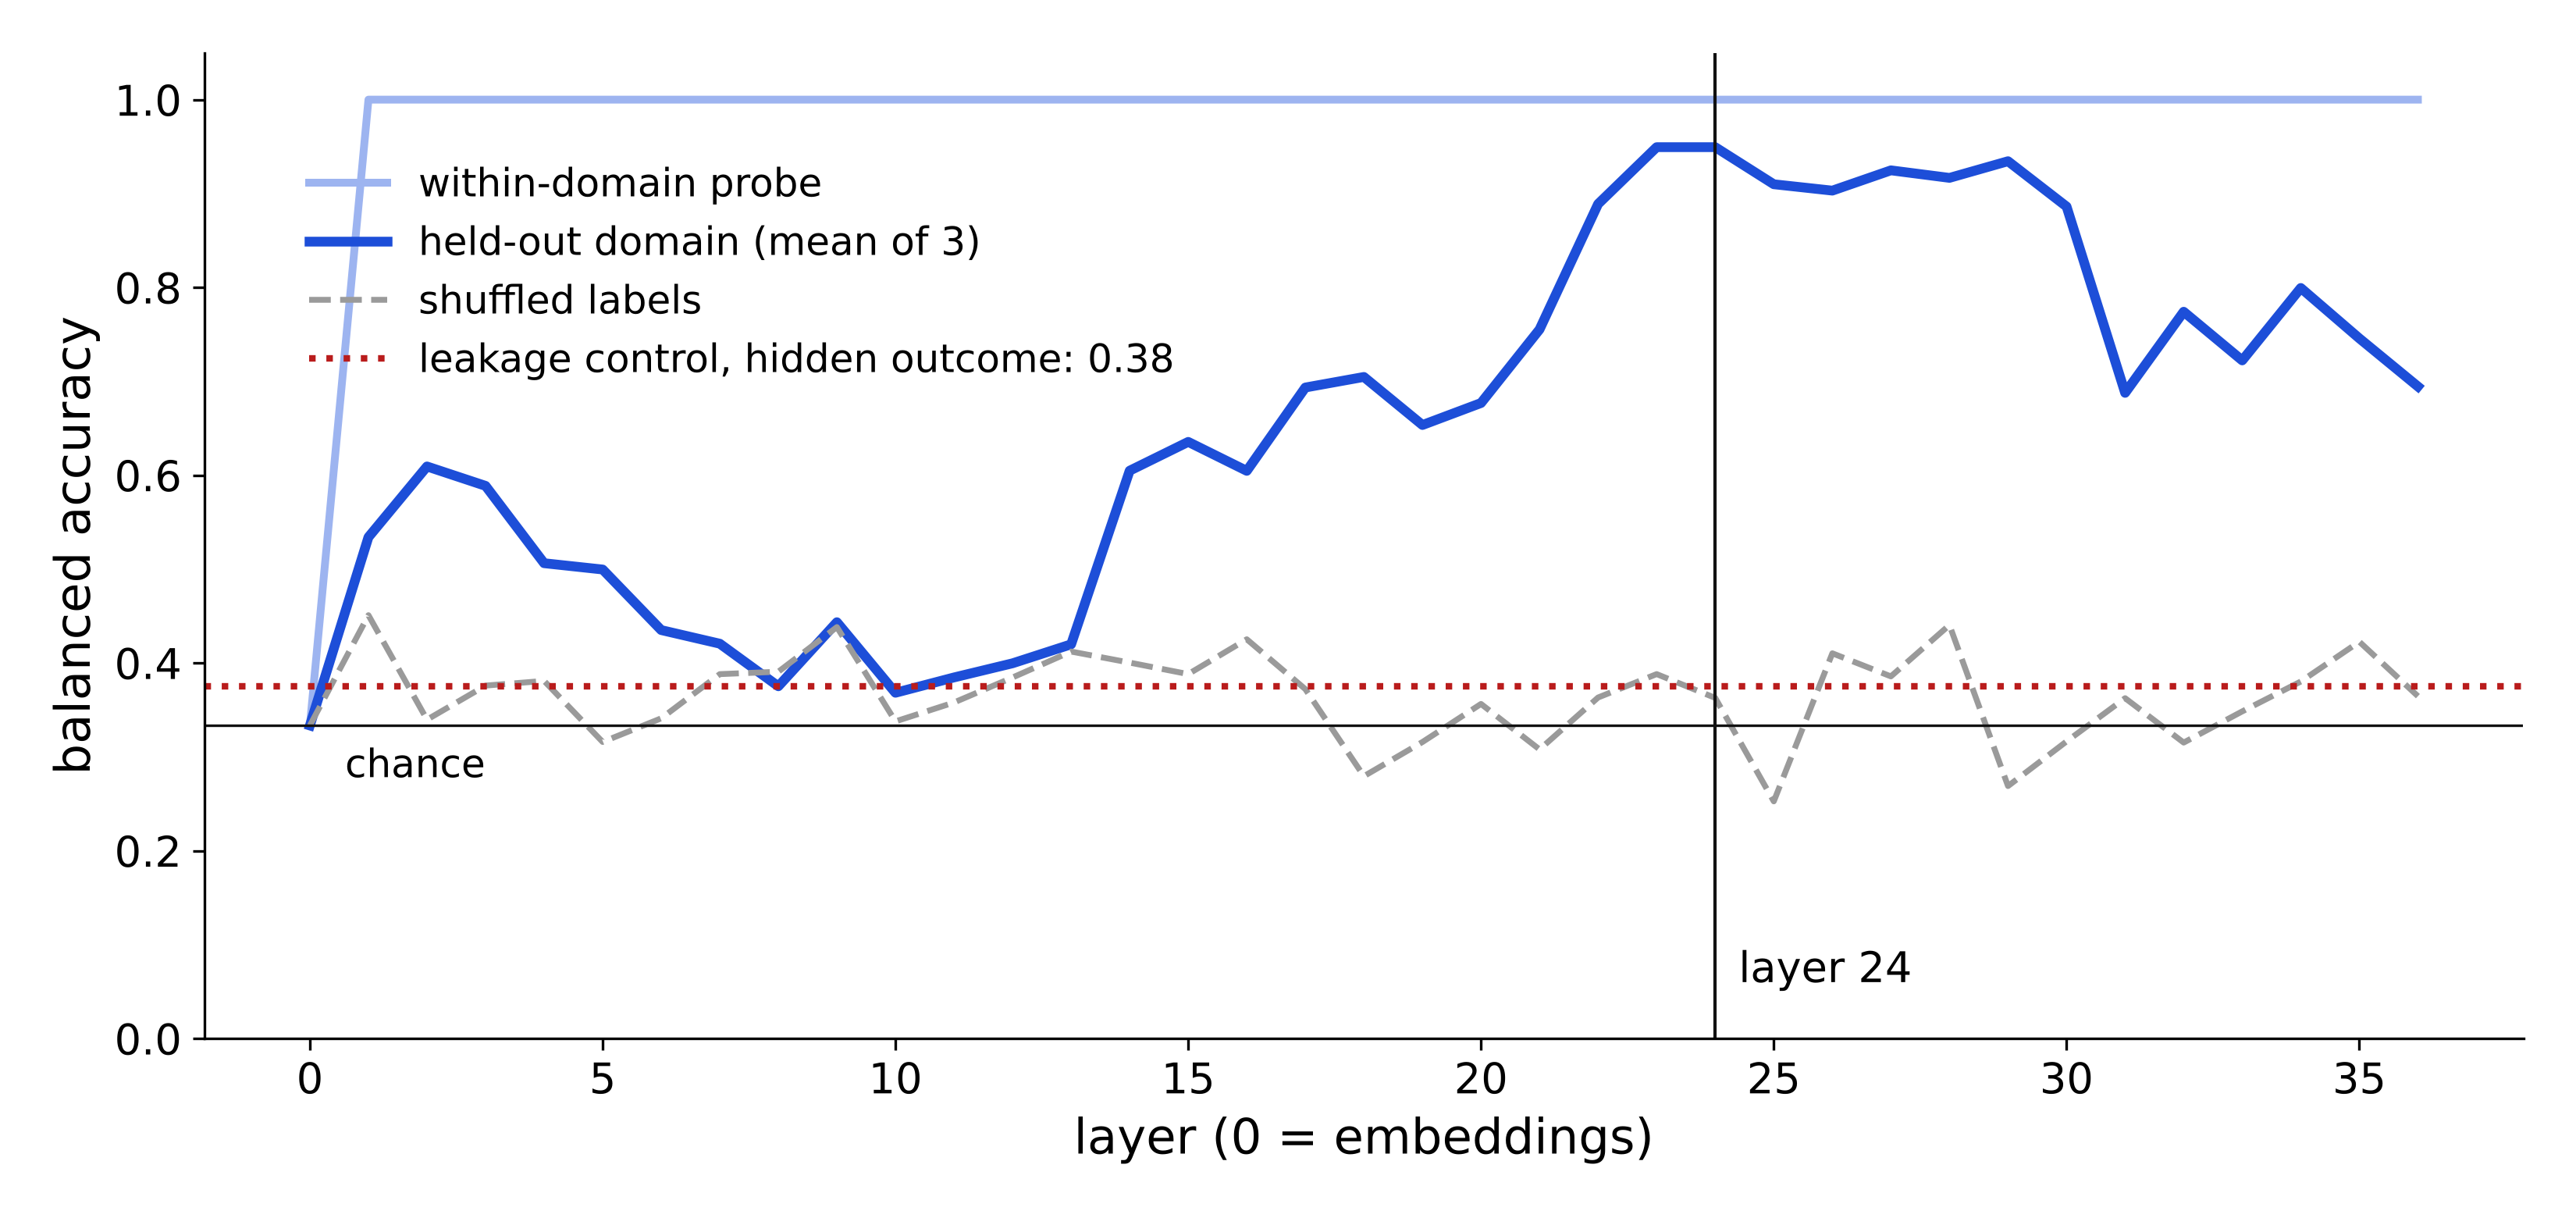 1.0
0.8
0.6
0.4
0.2
0.0
balanced accuracy
within-domain probe
held-out domain (mean of 3)
shuffled labels
leakage control, hidden outcome: 0.38
chance
layer 24
0 5 10 15 20 25 30 35
layer (0 = embeddings)